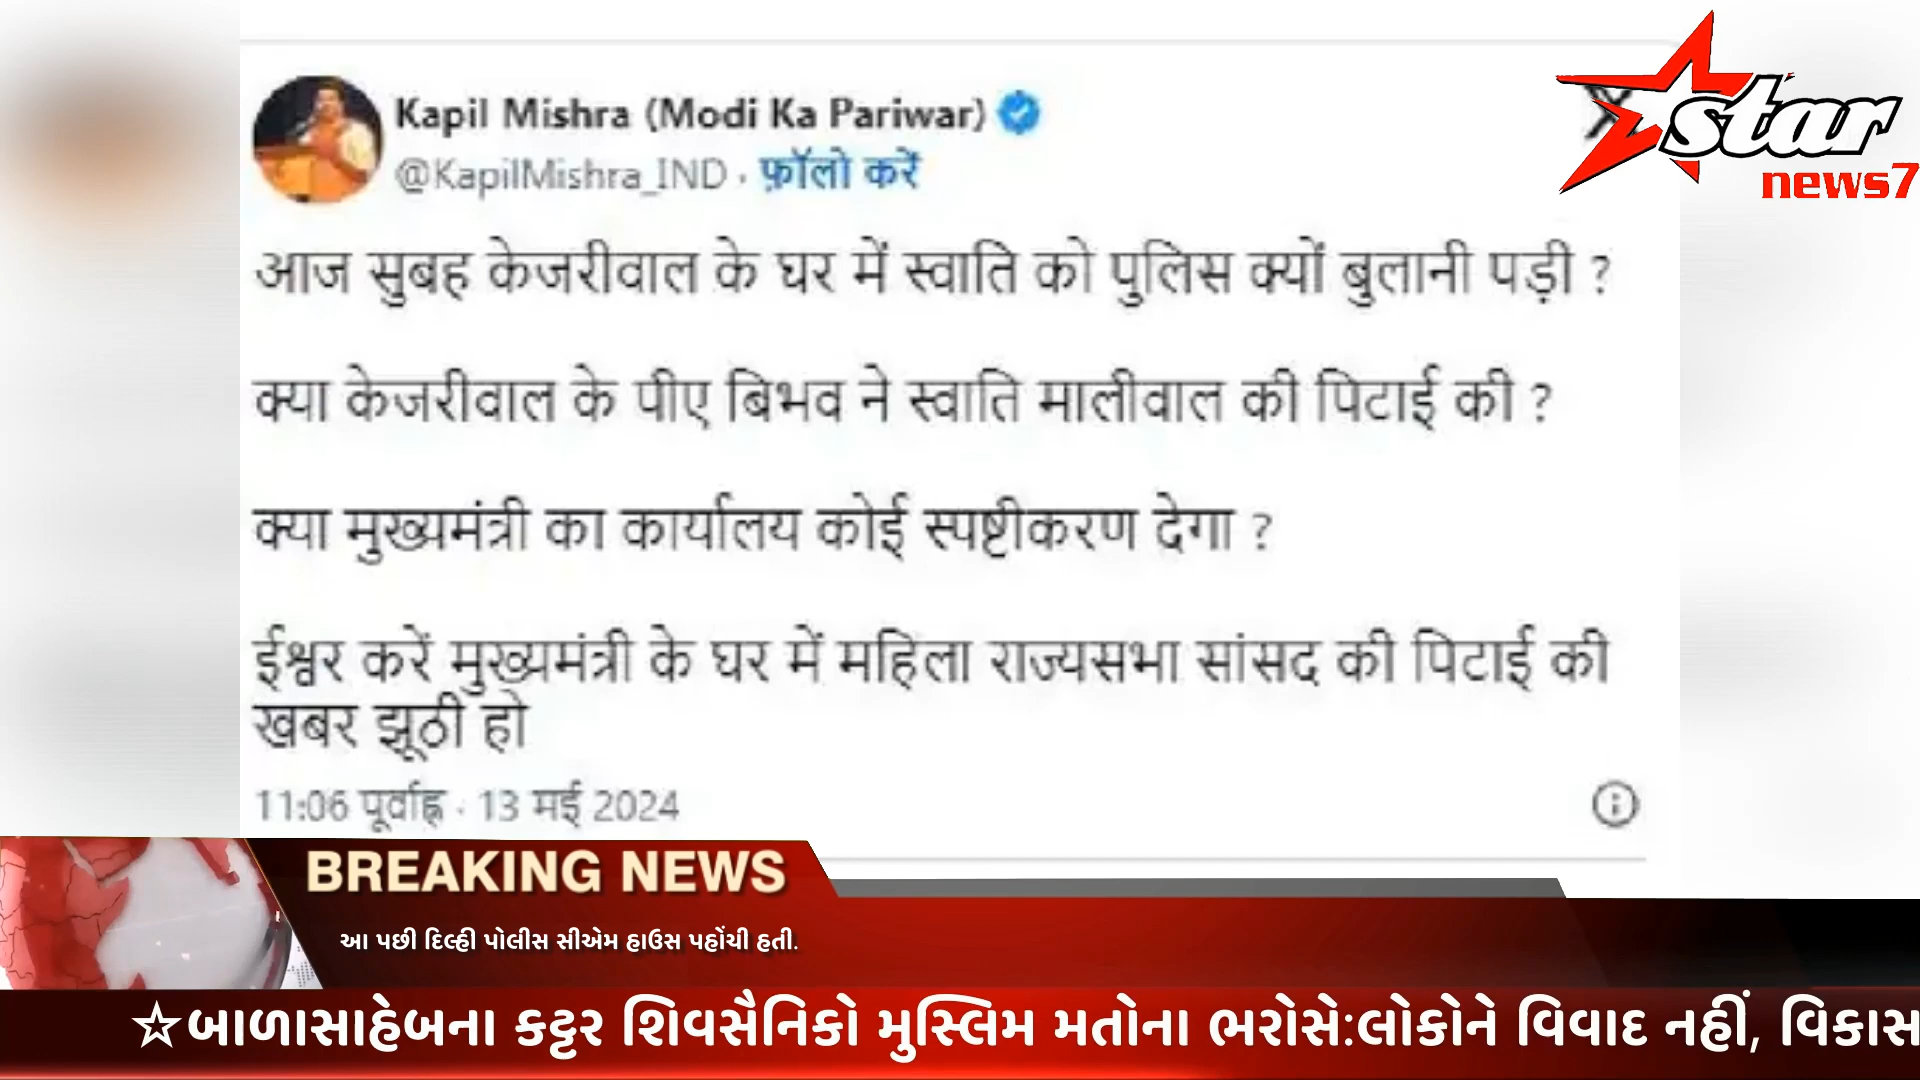 Kapil Mishra (Modi Ka Pariwar)
@KapilMishra_IND · फ़ॉलो करें
star
news7
आज सुबह केजरीवाल के घर में स्वाति को पुलिस क्यों बुलानी पड़ी ?
क्या केजरीवाल के पीए बिभव ने स्वाति मालीवाल की पिटाई की ?
क्या मुख्यमंत्री का कार्यालय कोई स्पष्टीकरण देगा ?
ईश्वर करें मुख्यमंत्री के घर में महिला राज्यसभा सांसद की पिटाई की
खबर झूठी हो
11:06 पूर्वाह्न · 13 मई 2024
BREAKING NEWS
આ પછી દિલ્હી પોલીસ સીએમ હાઉસ પહોંચી હતી.
☆બાળાસાહેબના કટ્ટર શિવસૈનિકો મુસ્લિમ મતોના ભરોસે:લોકોને વિવાદ નહીં, વિકાસ